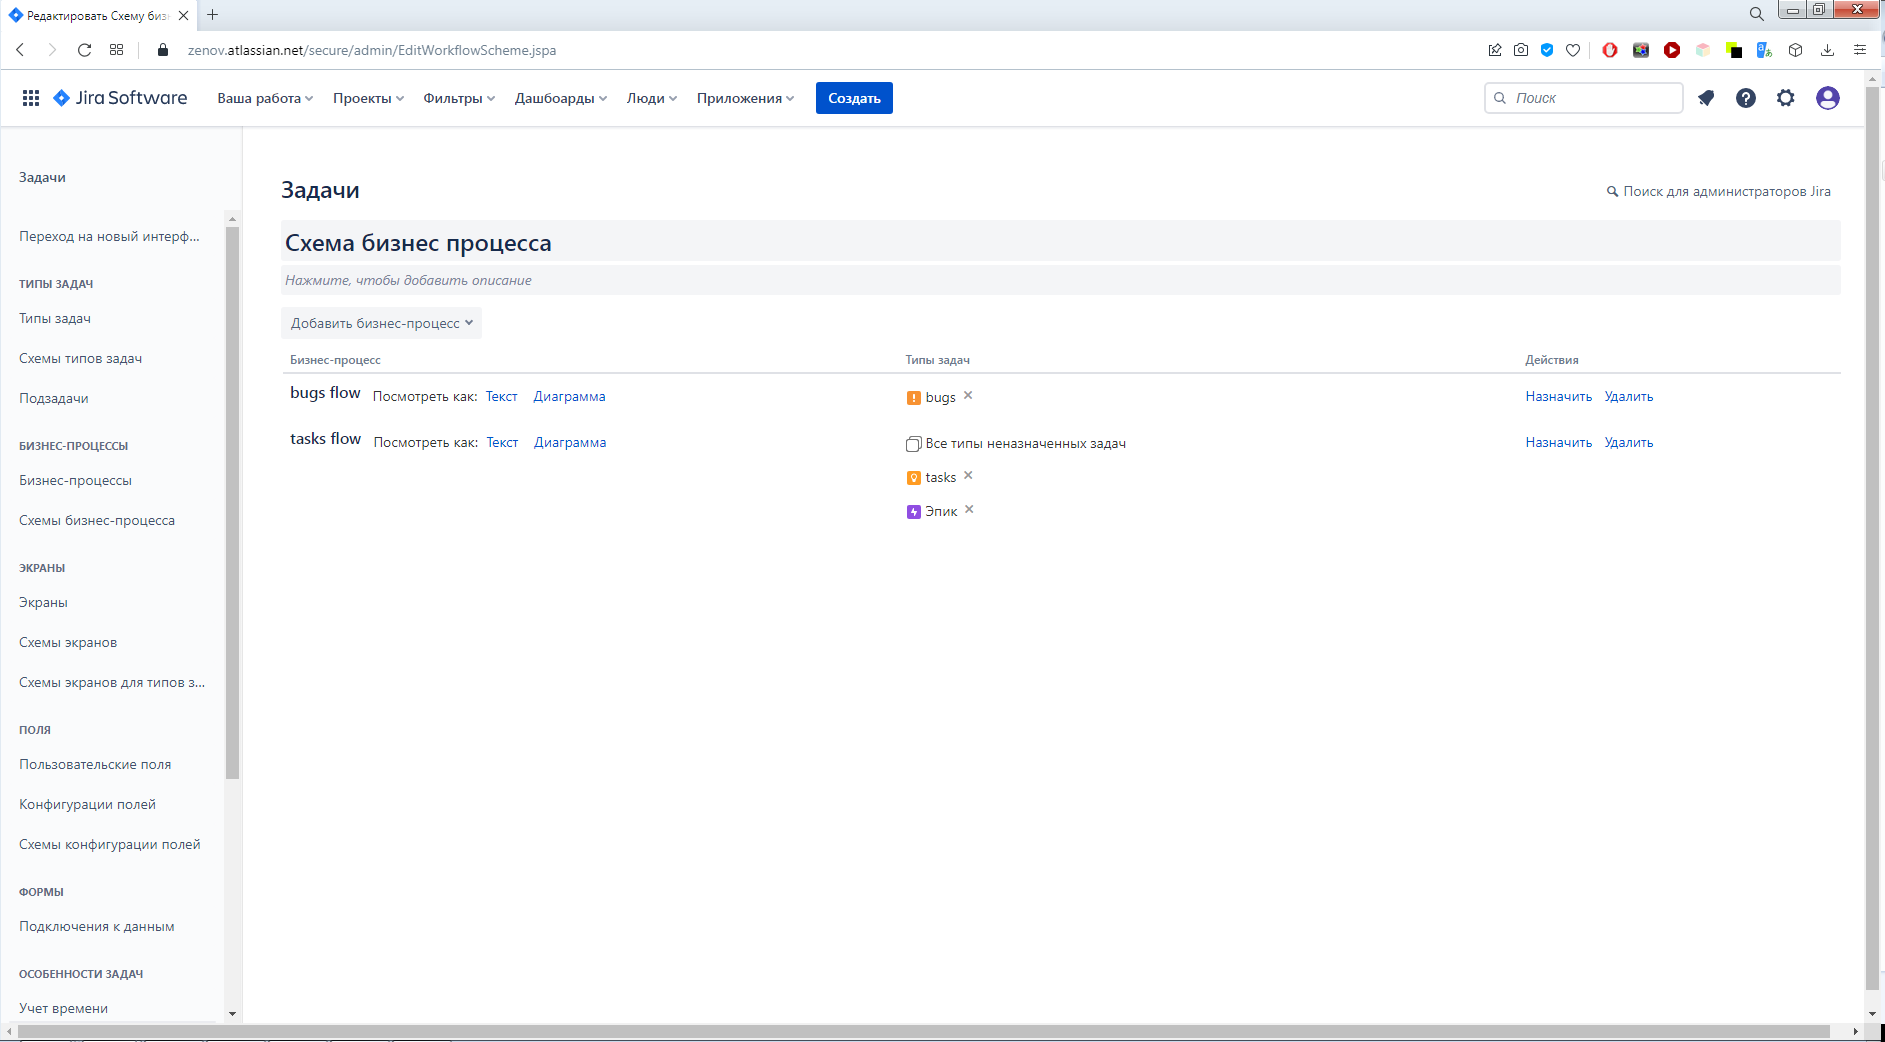 Редактировать Схему биз
zenov.atlassian.net/secure/admin/EditWorkflowScheme.jspa
Jira Software
Ваша работа
Проекты
Фильтры
Дашборды
Люди
Приложения
Создать
Поиск
Задачи
Переход на новый интерф...
ТИПЫ ЗАДАЧ
Типы задач
Схемы типов задач
Подзадачи
БИЗНЕС-ПРОЦЕССЫ
Бизнес-процессы
Схемы бизнес-процесса
ЭКРАНЫ
Экраны
Схемы экранов
Схемы экранов для типов з...
ПОЛЯ
Пользовательские поля
Конфигурации полей
Схемы конфигурации полей
ФОРМЫ
Подключения к данным
ОСОБЕННОСТИ ЗАДАЧ
Учет времени
Задачи
Поиск для администраторов Jira
Схема бизнес процесса
Нажмите, чтобы добавить описание
Добавить бизнес-процесс
Бизнес-процесс Типы задач Действия
bugs flow Посмотреть как: Текст Диаграмма bugs Назначить Удалить
tasks flow Посмотреть как: Текст Диаграмма Все типы неназначенных задач Назначить Удалить
tasks
Эпик